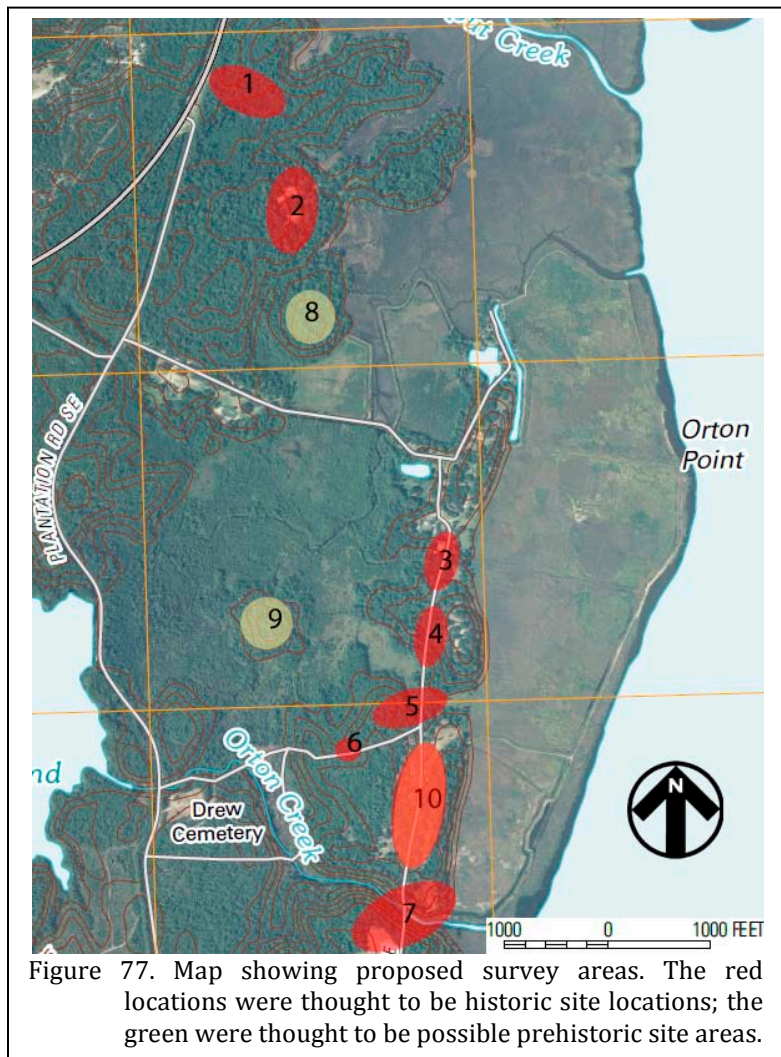 put Creek
1
2
8
PLANTATION RD SE
Orton
Point
3
9
4
5
6
Orton Creek
nd
10
Drew
Cemetery
N
7
E
1000 0 1000 FEET
Figure 77. Map showing proposed survey areas. The red
locations were thought to be historic site locations; the
green were thought to be possible prehistoric site areas.